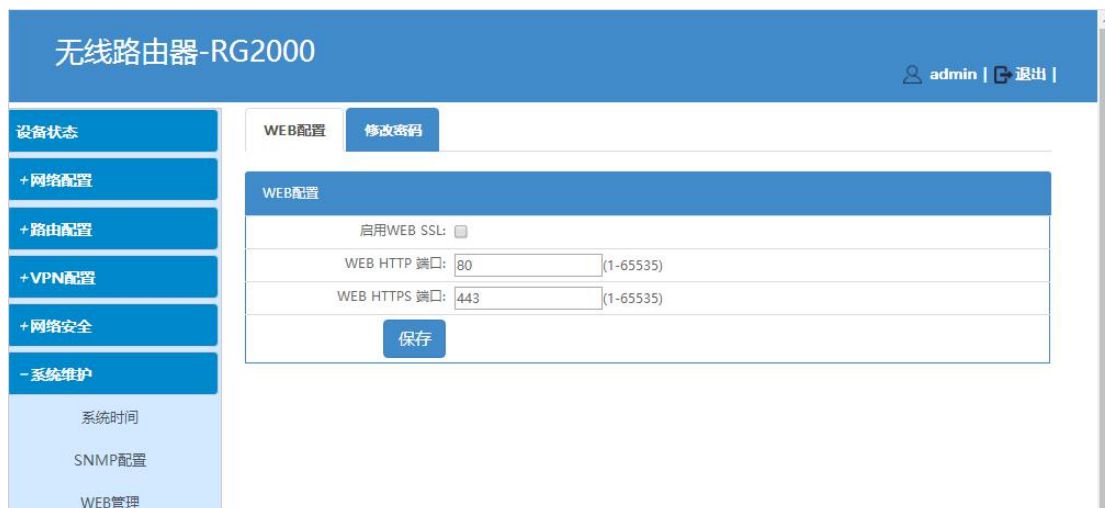 无线路由器-RG2000
admin | 退出 |
设备状态
+网络配置
+路由配置
+VPN配置
+网络安全
-系统维护
系统时间
SNMP配置
WEB管理
WEB配置 修改密码
WEB配置
启用WEB SSL:
WEB HTTP 端口: 80 (1-65535)
WEB HTTPS 端口: 443 (1-65535)
保存